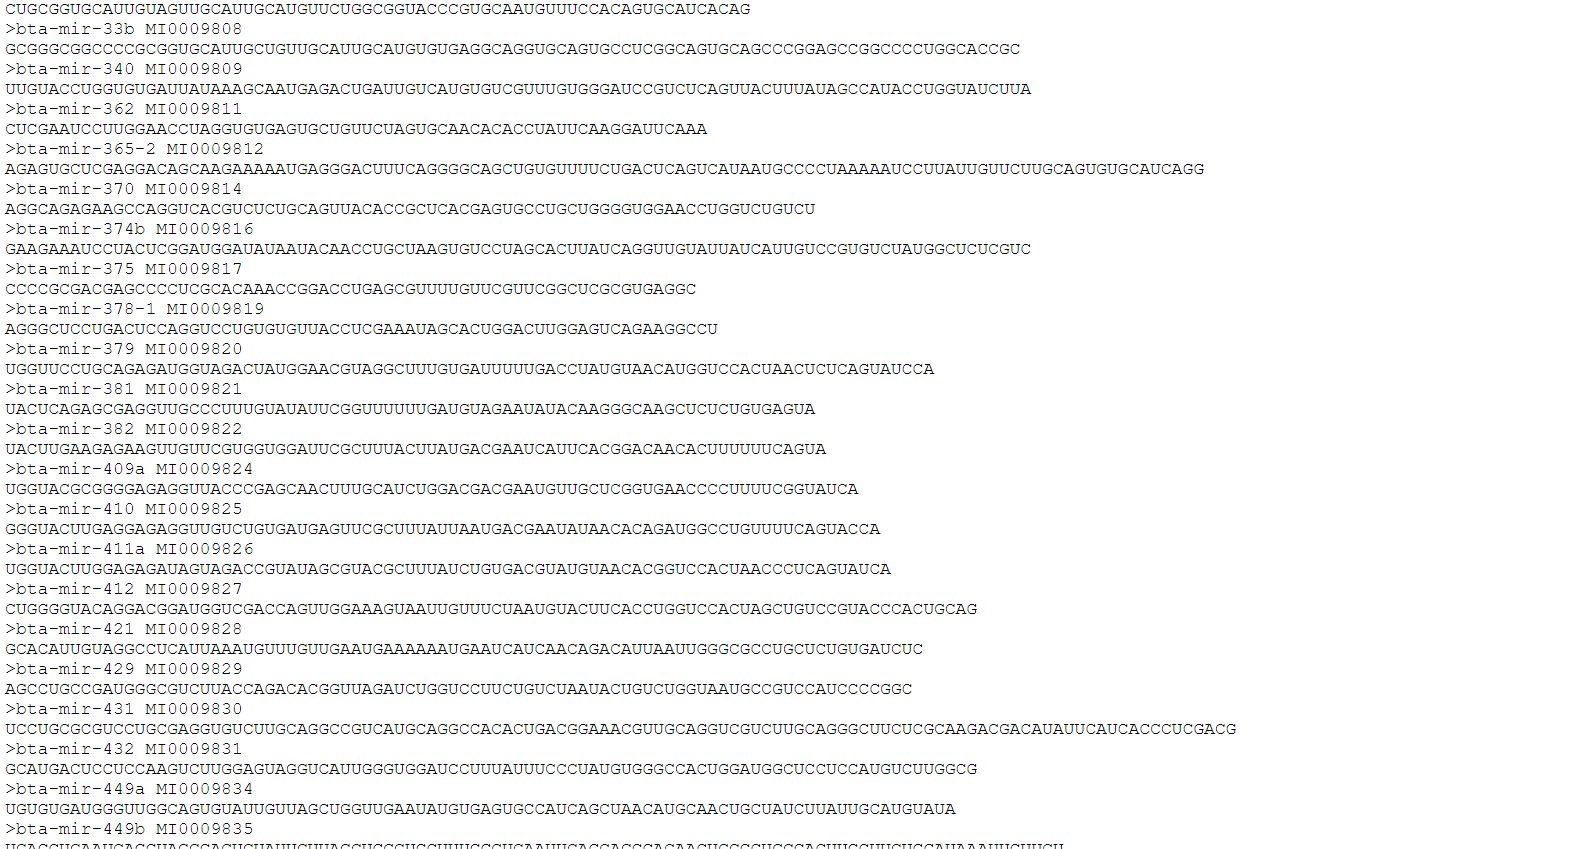 CUGCGGUGCAUUGUAGUUGCAUUGCAUGUUCUGGCGGUACCCGUGCAAUGUUUCCACAGUGCAUCACAG
>bta-mir-33b MI0009808
GCGGGCGGCCCCGCGGUGCAUUGCUGUUGCAUUGCAUGUGUGAGGCAGGUGCAGUGCCUCGGCAGUGCAGCCCGGAGCCGGCCCCUGGCACCGC
>bta-mir-340 MI0009809
UUGUACCUGGUGUGAUUAUAAAGCAAUGAGACUGAUUGUCAUGUGUCGUUUGUGGGAUCCGUCUCAGUUACUUUAUAGCCAUACCUGGUAUCUUA
>bta-mir-362 MI0009811
CUCGAAUCCUUGGAACCUAGGUGUGAGUGCUGUUCUAGUGCAACACACCUAUUCAAGGAUUCAAA
>bta-mir-365-2 MI0009812
AGAGUGCUCGAGGACAGCAAGAAAAAUGAGGGACUUUCAGGGGCAGCUGUGUUUUCUGACUCAGUCAUAAUGCCCCUAAAAAUCCUUAUUGUUCUUGCAGUGUGCAUCAGG
>bta-mir-370 MI0009814
AGGCAGAGAAGCCAGGUCACGUCUCUGCAGUUACACCGCUCACGAGUGCCUGCUGGGGUGGAACCUGGUCUGUCU
>bta-mir-374b MI0009816
GAAGAAAUCCUACUCGGAUGGAUAUAAUACAACCUGCUAAGUGUCCUAGCACUUAUCAGGUUGUAUUAUCAUUGUCCGUGUCUAUGGCUCUCGUC
>bta-mir-375 MI0009817
CCCCGCGACGAGCCCCUCGCACAAACCGGACCUGAGCGUUUUGUUCGUUCGGCUCGCGUGAGGC
>bta-mir-378-1 MI0009819
AGGGCUCCUGACUCCAGGUCCUGUGUGUUACCUCGAAAUAGCACUGGACUUGGAGUCAGAAGGCCU
>bta-mir-379 MI0009820
UGGUUCCUGCAGAGAUGGUAGACUAUGGAACGUAGGCUUUGUGAUUUUUGACCUAUGUAACAUGGUCCACUAACUCUCAGUAUCCA
>bta-mir-381 MI0009821
UACUCAGAGCGAGGUUGCCCUUUGUAUAUUCGGUUUUUUGAUGUAGAAUAUACAAGGGCAAGCUCUCUGUGAGUA
>bta-mir-382 MI0009822
UACUUGAAGAGAAGUUGUUCGUGGUGGAUUCGCUUUACUUAUGACGAAUCAUUCACGGACAACACUUUUUUCAGUA
>bta-mir-409a MI0009824
UGGUACGCGGGGAGAGGUUACCCGAGCAACUUUGCAUCUGGACGACGAAUGUUGCUCGGUGAACCCCUUUUCGGUAUCA
>bta-mir-410 MI0009825
GGGUACUUGAGGAGAGGUUGUCUGUGAUGAGUUCGCUUUAUUAAUGACGAAUAUAACACAGAUGGCCUGUUUUCAGUACCA
>bta-mir-411a MI0009826
UGGUACUUGGAGAGAUAGUAGACCGUAUAGCGUACGCUUUAUCUGUGACGUAUGUAACACGGUCCACUAACCCUCAGUAUCA
>bta-mir-412 MI0009827
CUGGGGUACAGGACGGAUGGUCGACCAGUUGGAAAGUAAUUGUUUCUAAUGUACUUCACCUGGUCCACUAGCUGUCCGUACCCACUGCAG
>bta-mir-421 MI0009828
GCACAUUGUAGGCCUCAUUAAAUGUUUGUUGAAUGAAAAAAUGAAUCAUCAACAGACAUUAAUUGGGCGCCUGCUCUGUGAUCUC
>bta-mir-429 MI0009829
AGCCUGCCGAUGGGCGUCUUACCAGACACGGUUAGAUCUGGUCCUUCUGUCUAAUACUGUCUGGUAAUGCCGUCCAUCCCCGGC
>bta-mir-431 MI0009830
UCCUGCGCGUCCUGCGAGGUGUCUUGCAGGCCGUCAUGCAGGCCACACUGACGGAAACGUUGCAGGUCGUCUUGCAGGGCUUCUCGCAAGACGACAUAUUCAUCACCCUCGACG
>bta-mir-432 MI0009831
GCAUGACUCCUCCAAGUCUUGGAGUAGGUCAUUGGGUGGAUCCUUUAUUUCCCUAUGUGGGCCACUGGAUGGCUCCUCCAUGUCUUGGCG
>bta-mir-449a MI0009834
UGUGUGAUGGGUUGGCAGUGUAUUGUUAGCUGGUUGAAUAUGUGAGUGCCAUCAGCUAACAUGCAACUGCUAUCUUAUUGCAUGUAUA
>bta-mir-449b MI0009835